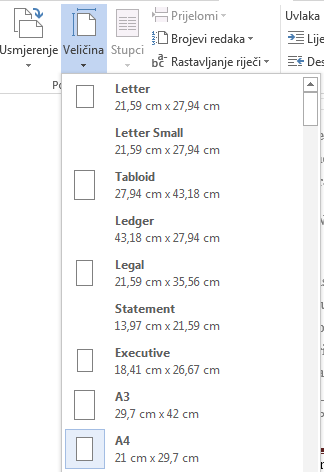 Usmjerenje
Veličina
Stupci
Prijelomi
Brojevi redaka
Rastavljanje riječi
Uvlaka
Letter
21,59 cm x 27,94 cm
Letter Small
21,59 cm x 27,94 cm
Tabloid
27,94 cm x 43,18 cm
Ledger
43,18 cm x 27,94 cm
Legal
21,59 cm x 35,56 cm
Statement
13,97 cm x 21,59 cm
Executive
18,41 cm x 26,67 cm
A3
29,7 cm x 42 cm
A4
21 cm x 29,7 cm